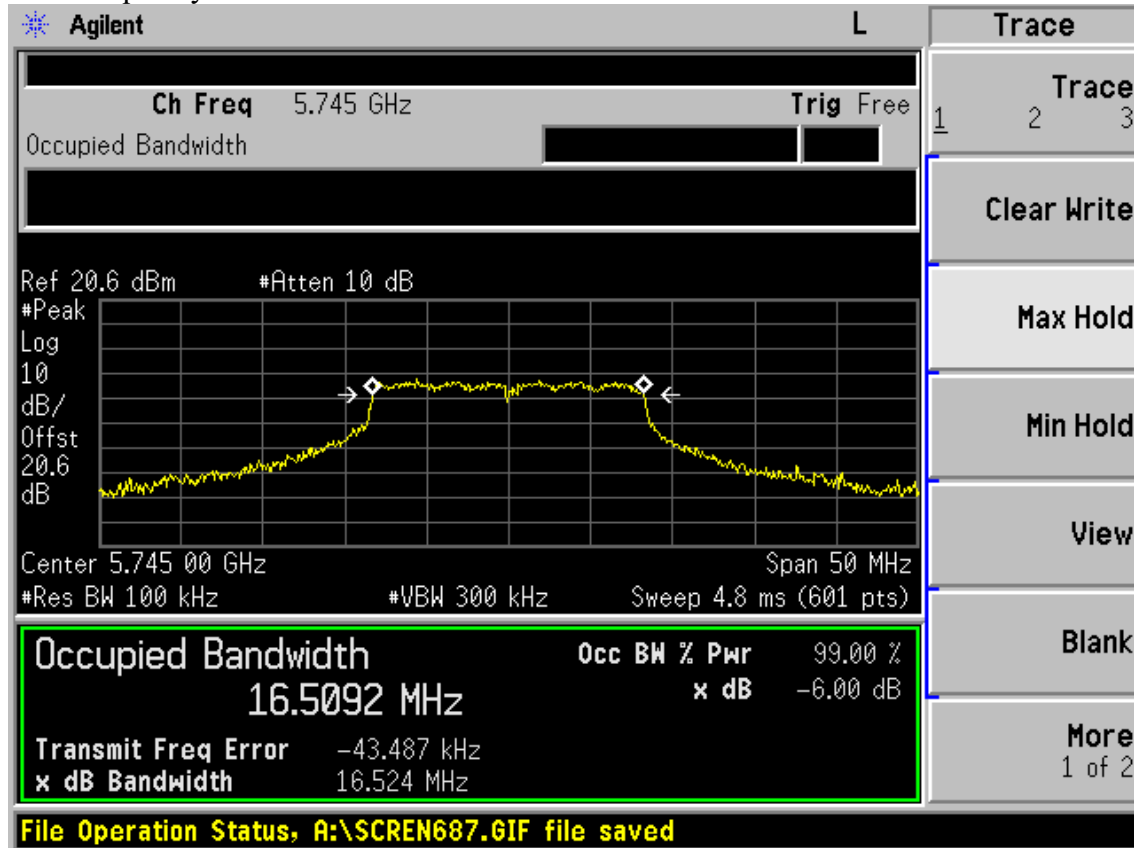 Agilent L Trace
Ch Freq 5.745 GHz Trig Free
Occupied Bandwidth
Ref 20.6 dBm #Atten 10 dB
#Peak
Log
10
dB/
Offst
20.6
dB
Center 5.745 00 GHz Span 50 MHz
#Res BW 100 kHz #VBW 300 kHz Sweep 4.8 ms (601 pts)
Occupied Bandwidth
16.5092 MHz
Occ BW % Pwr 99.00 %
x dB -6.00 dB
Transmit Freq Error -43.487 kHz
x dB Bandwidth 16.524 MHz
File Operation Status, A:\SCREN687.GIF file saved
Trace
1 2 3
Clear Write
Max Hold
Min Hold
View
Blank
More
1 of 2